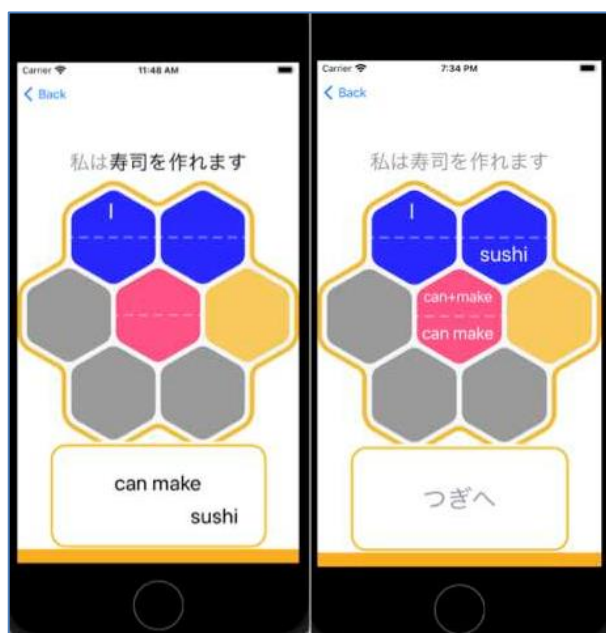 Carrier 11:48 AM
Back
私は寿司を作れます
I
can make
sushi
Carrier 7:34 PM
Back
私は寿司を作れます
I
sushi
can+make
can make
つぎへ